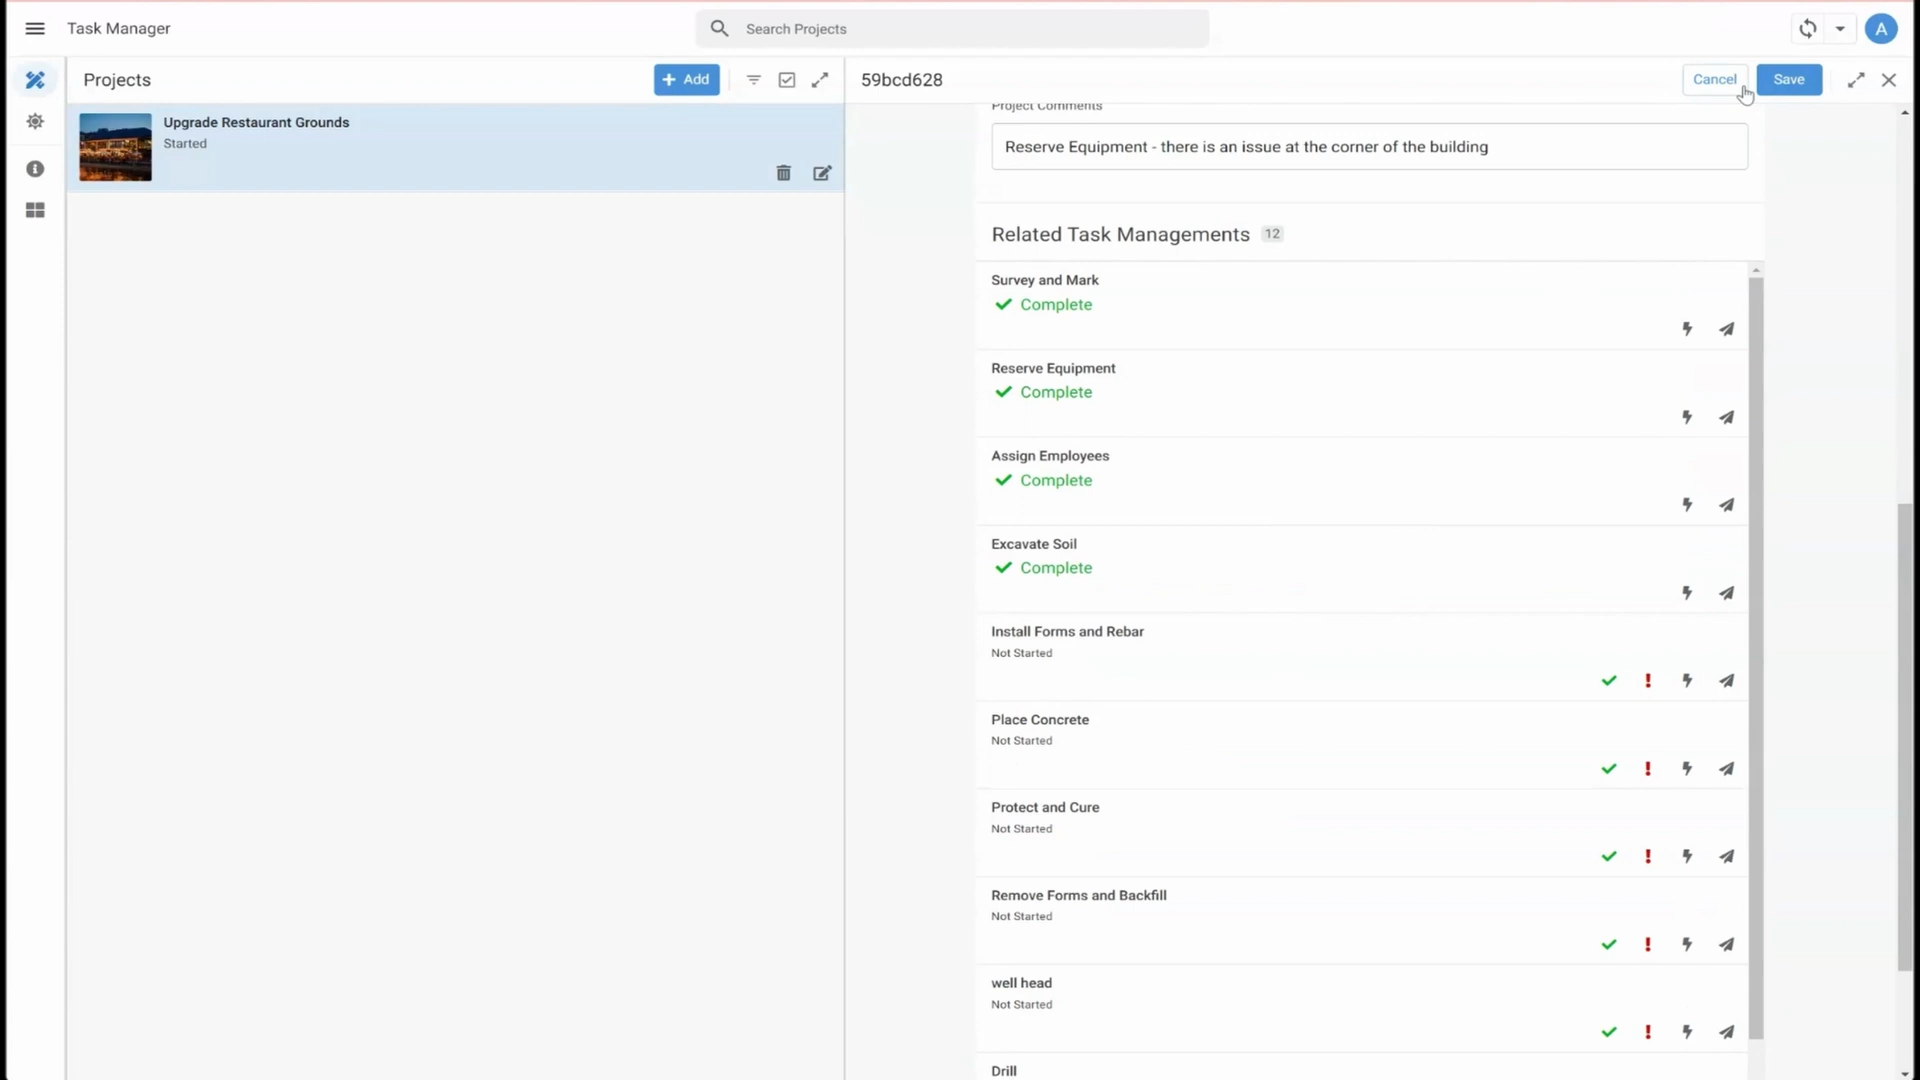 Task Manager
Search Projects
A
Projects
Add
59bcd628
Cancel
Save
Upgrade Restaurant Grounds
Started
Project Comments
Reserve Equipment - there is an issue at the corner of the building
Related Task Managements 12
Survey and Mark
Complete
Reserve Equipment
Complete
Assign Employees
Complete
Excavate Soil
Complete
Install Forms and Rebar
Not Started
Place Concrete
Not Started
Protect and Cure
Not Started
Remove Forms and Backfill
Not Started
well head
Not Started
Drill